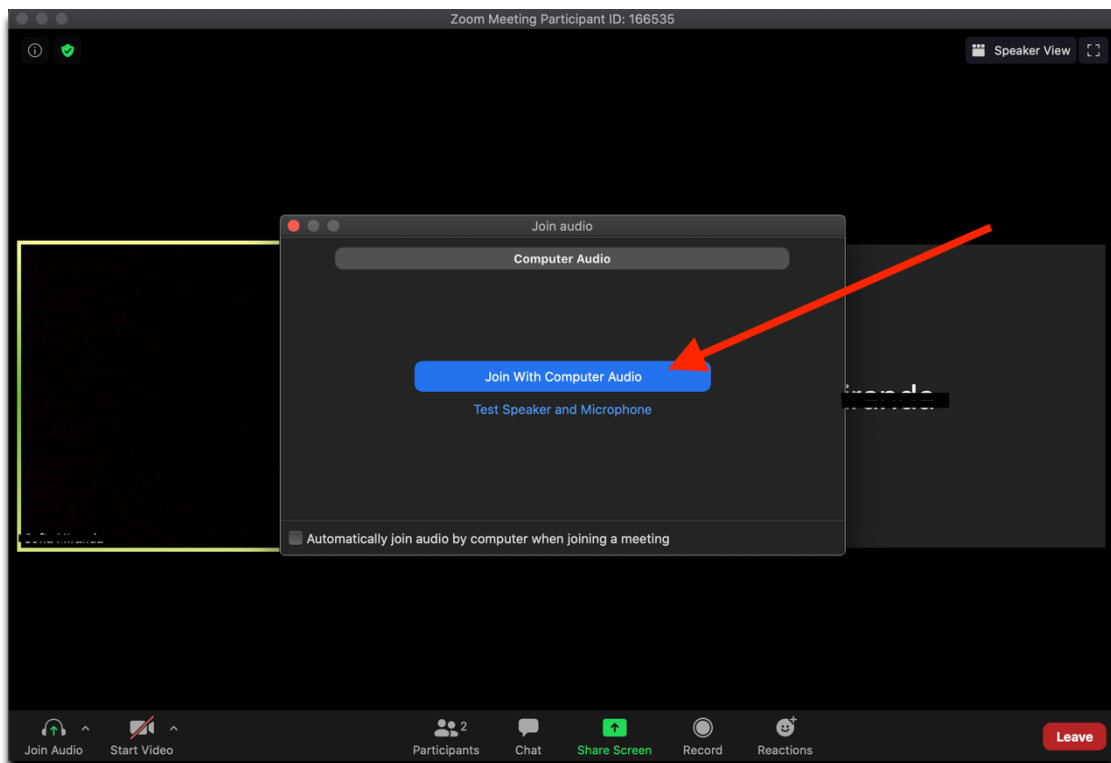 Zoom Meeting Participant ID: 166535
Speaker View
Join audio
Computer Audio
Join With Computer Audio
Test Speaker and Microphone
Automatically join audio by computer when joining a meeting
2
Join Audio
Start Video
Participants
Chat
Share Screen
Record
Reactions
Leave